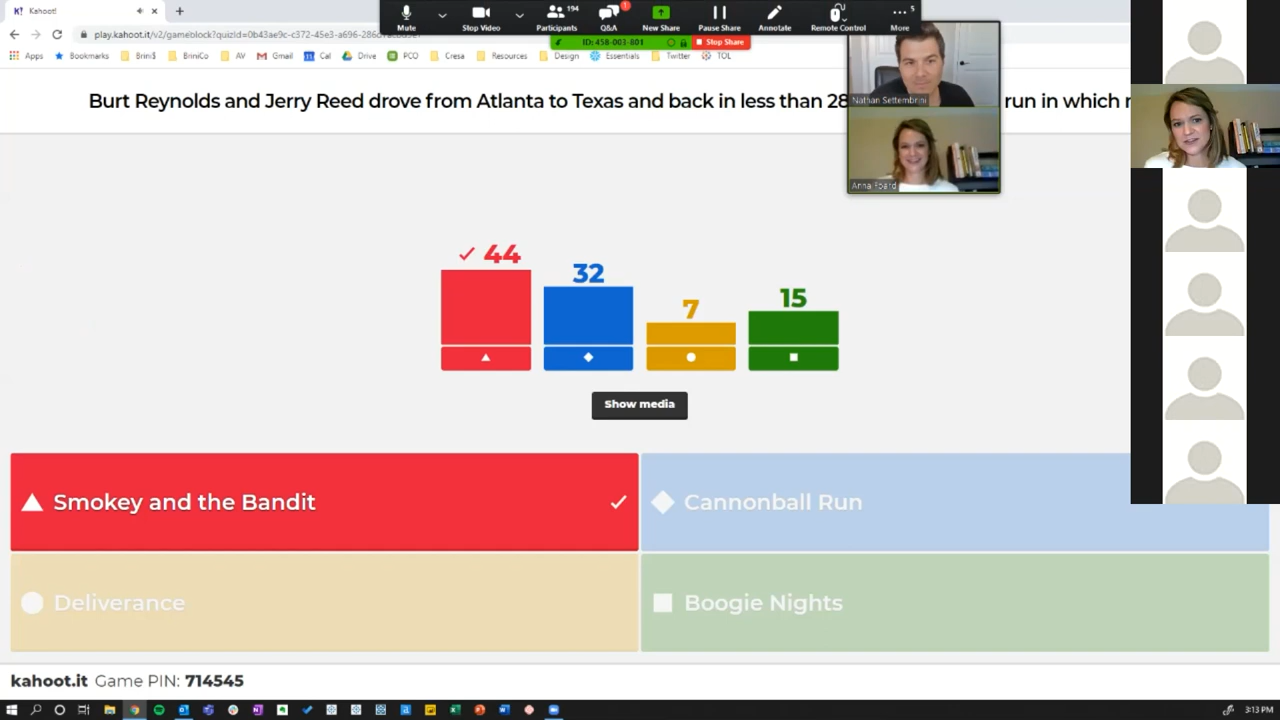 Kahoot!
play.kahoot.it/v2/gameblock?quizId=0b43ae9c-c372-45e3-a696-286
Mute
Stop Video
Participants
194
Q&A
1
New Share
Pause Share
Annotate
Remote Control
More
5
ID: 458-003-801
Stop Share
Apps
Bookmarks
Brin$
BrinCo
AV
Gmail
Cal
Drive
PCO
Cresa
Resources
Design
Essentials
Twitter
TOL
Burt Reynolds and Jerry Reed drove from Atlanta to Texas and back in less than 28 run in which
Nathan Settembrini
Anna Foard
44
32
7
15
Show media
Smokey and the Bandit
Cannonball Run
Deliverance
Boogie Nights
kahoot.it Game PIN: 714545
3:13 PM